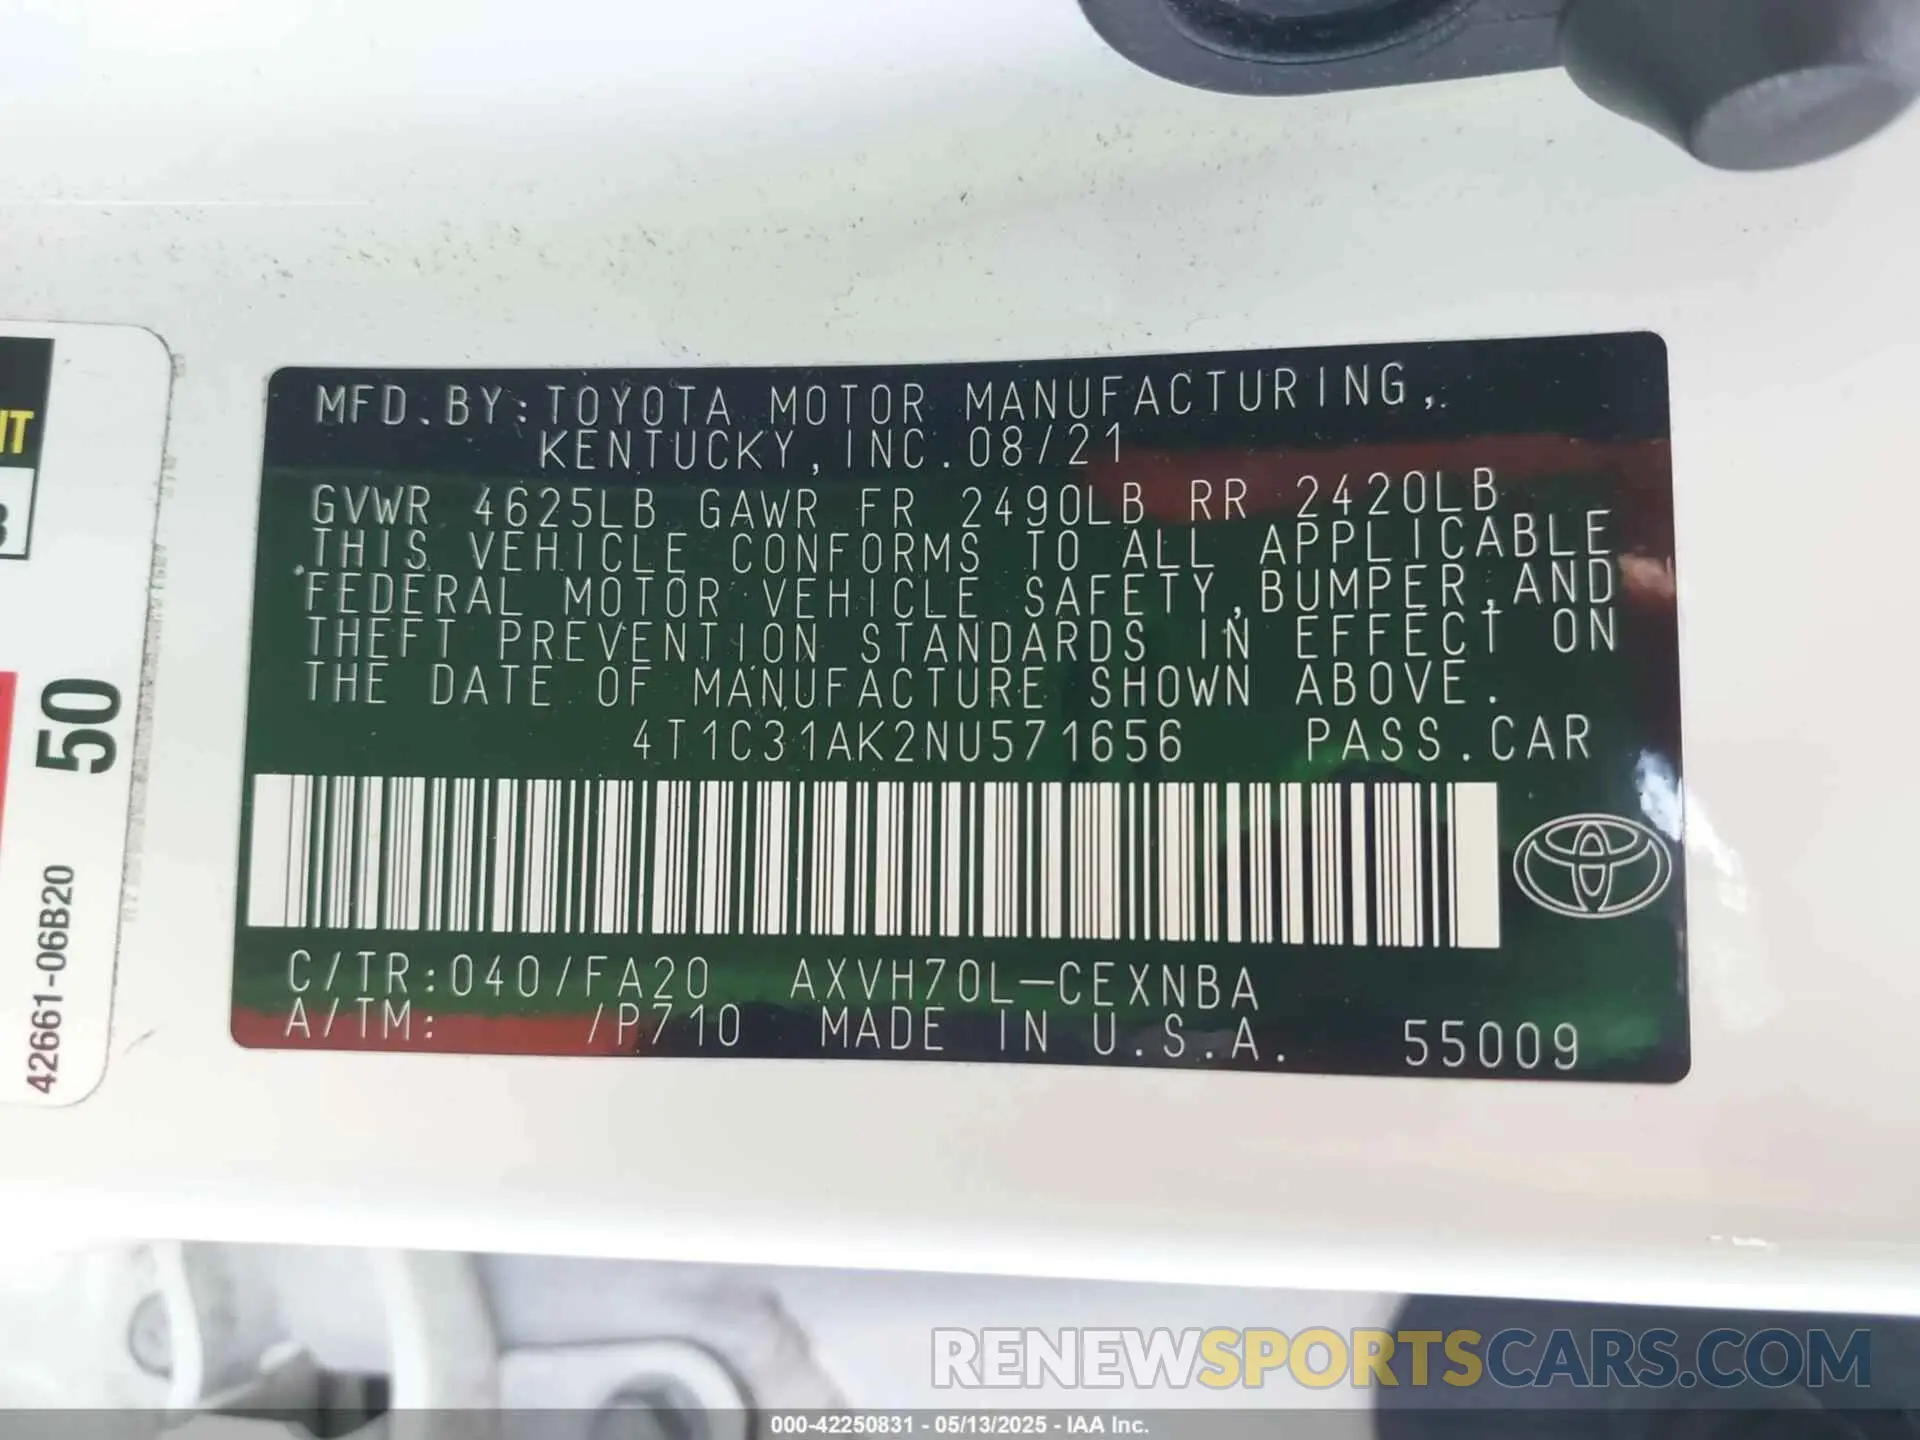 MFD.BY:TOYOTA MOTOR MANUFACTURING,
KENTUCKY,INC.08/21
GVWR 4625LB GAWR FR 2490LB RR 2420LB
THIS VEHICLE CONFORMS TO ALL APPLICABLE
FEDERAL MOTOR VEHICLE SAFETY,BUMPER,AND
THEFT PREVENTION STANDARDS IN EFFECT ON
THE DATE OF MANUFACTURE SHOWN ABOVE.
4T1C31AK2NU571656 PASS.CAR
C/TR:040/FA20 AXVH70L-CEXNBA
A/TM: /P710 MADE IN U.S.A. 55009
50
42661-06B20
RENEWSPORTSCARS.COM
000-42250831 - 05/13/2025 - IAA Inc.